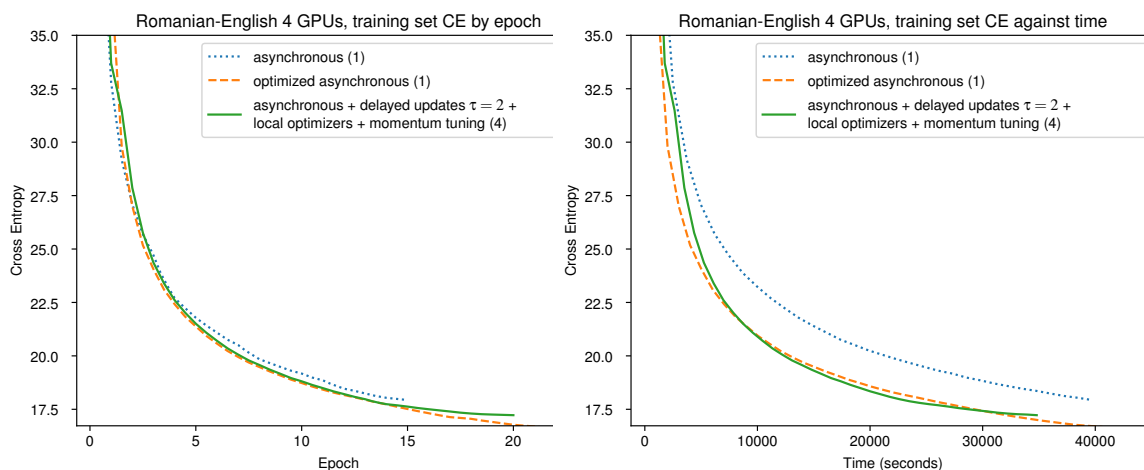 Romanian-English 4 GPUs, training set CE by epoch
35.0
32.5
30.0
27.5
25.0
22.5
20.0
17.5
Cross Entropy
asynchronous (1)
optimized asynchronous (1)
asynchronous + delayed updates τ = 2 +
local optimizers + momentum tuning (4)
0
5
10
15
20
Epoch
Romanian-English 4 GPUs, training set CE against time
35.0
32.5
30.0
27.5
25.0
22.5
20.0
17.5
Cross Entropy
asynchronous (1)
optimized asynchronous (1)
asynchronous + delayed updates τ = 2 +
local optimizers + momentum tuning (4)
0
10000
20000
30000
40000
Time (seconds)